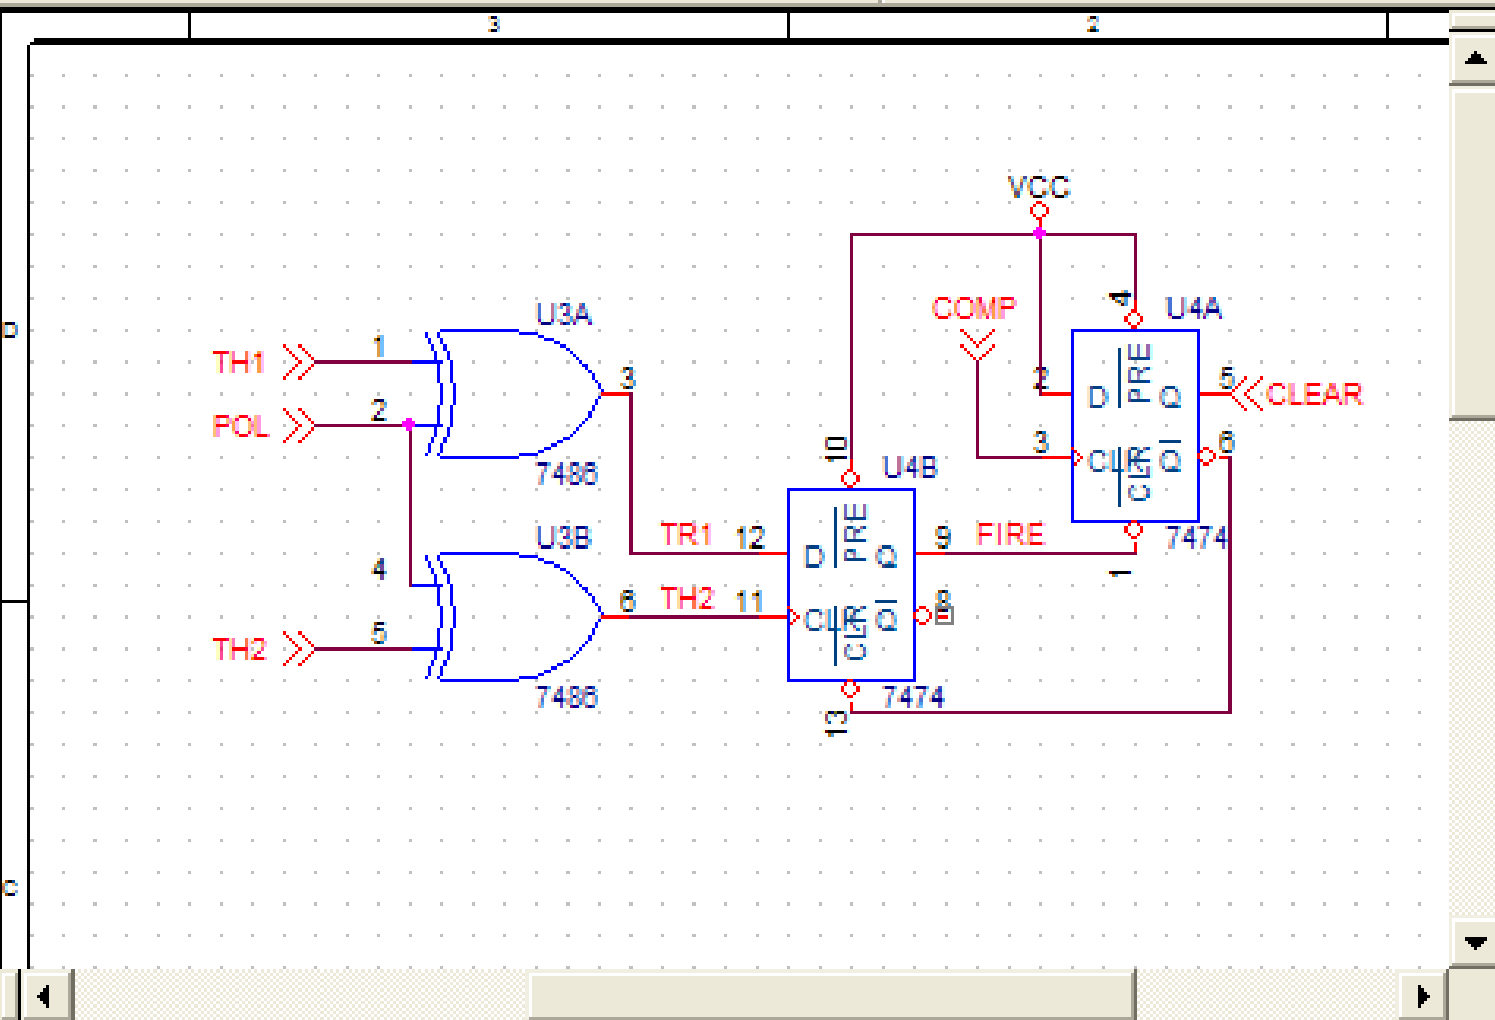 3 2
VCC
D
COMP 4 U4A
U3A
TH1 1
3 2 D PRE Q 5 CLEAR
POL 2
10 3 CLK CLR Q 6
U4B
7486
U3B TR1 12 D PRE Q 9 FIRE 7474
4 1
6 TH2 11 CLK CLR Q 8
TH2 5
7486 13 7474
C